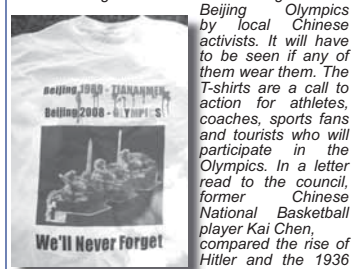 Beijing 1989 - TIANANMEN
Beijing 2008 - OLYMPICS
We'll Never Forget
Beijing Olympics
by local Chinese
activists. It will have
to be seen if any of
them wear them. The
T-shirts are a call to
action for athletes,
coaches, sports fans
and tourists who will
participate in the
Olympics. In a letter
read to the council,
former Chinese
National Basketball
player Kai Chen,
compared the rise of
Hitler and the 1936